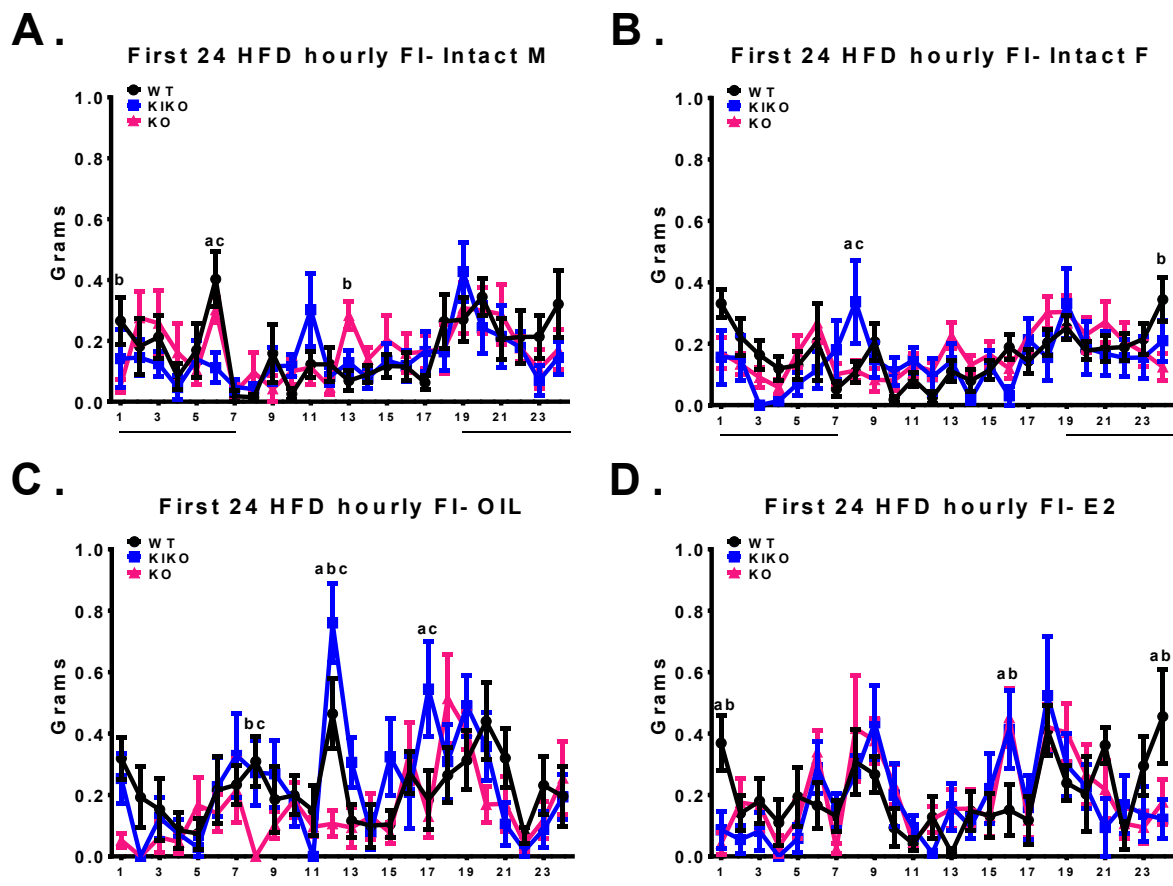 A.
First 24 HFD hourly FI- Intact M
WT
KIKO
KO
Grams
1.0
0.8
0.6
0.4
0.2
0.0
b
ac
b
1 3 5 7 9 11 13 15 17 19 21 23
B.
First 24 HFD hourly FI- Intact F
WT
KIKO
KO
Grams
1.0
0.8
0.6
0.4
0.2
0.0
ac
b
1 3 5 7 9 11 13 15 17 19 21 23
C.
First 24 HFD hourly FI- OIL
WT
KIKO
KO
Grams
1.0
0.8
0.6
0.4
0.2
0.0
bc
abc
ac
1 3 5 7 9 11 13 15 17 19 21 23
D.
First 24 HFD hourly FI- E2
WT
KIKO
KO
Grams
1.0
0.8
0.6
0.4
0.2
0.0
ab
ab
ab
1 3 5 7 9 11 13 15 17 19 21 23